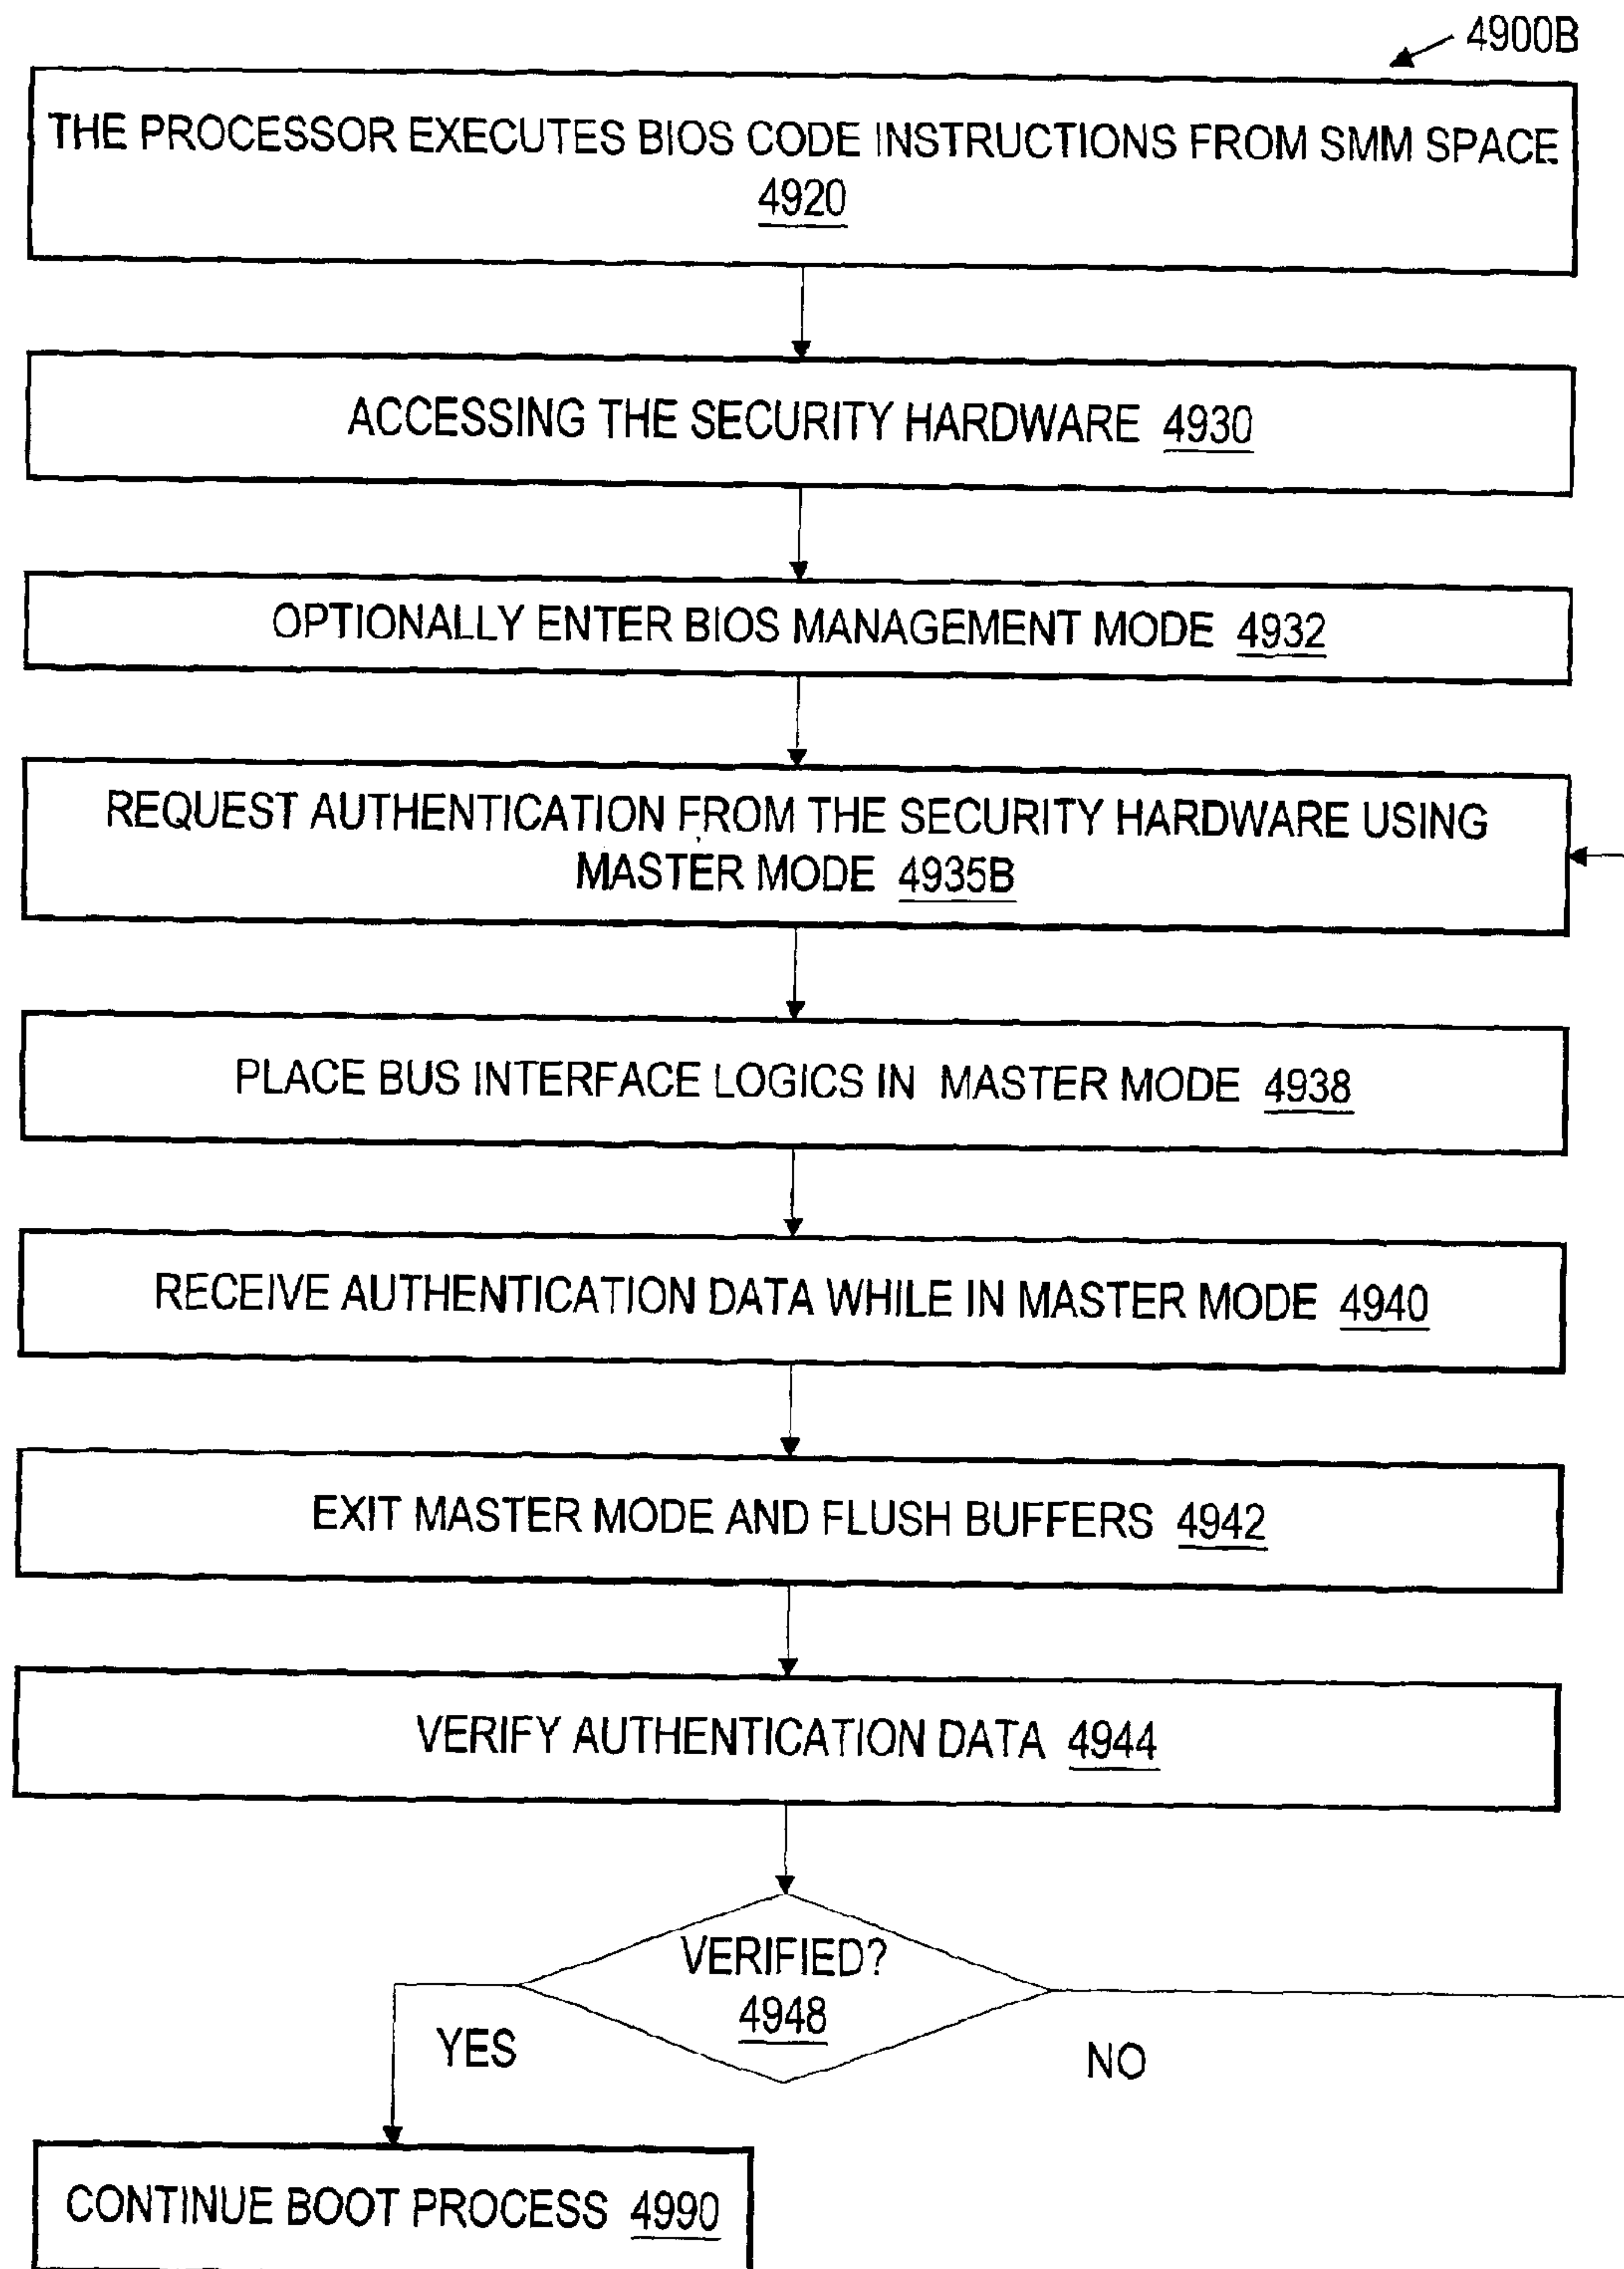 4900B
THE PROCESSOR EXECUTES BIOS CODE INSTRUCTIONS FROM SMM SPACE
4920
ACCESSING THE SECURITY HARDWARE 4930
OPTIONALLY ENTER BIOS MANAGEMENT MODE 4932
REQUEST AUTHENTICATION FROM THE SECURITY HARDWARE USING
MASTER MODE 4935B
PLACE BUS INTERFACE LOGICS IN MASTER MODE 4938
RECEIVE AUTHENTICATION DATA WHILE IN MASTER MODE 4940
EXIT MASTER MODE AND FLUSH BUFFERS 4942
VERIFY AUTHENTICATION DATA 4944
VERIFIED?
4948
YES
NO
CONTINUE BOOT PROCESS 4990